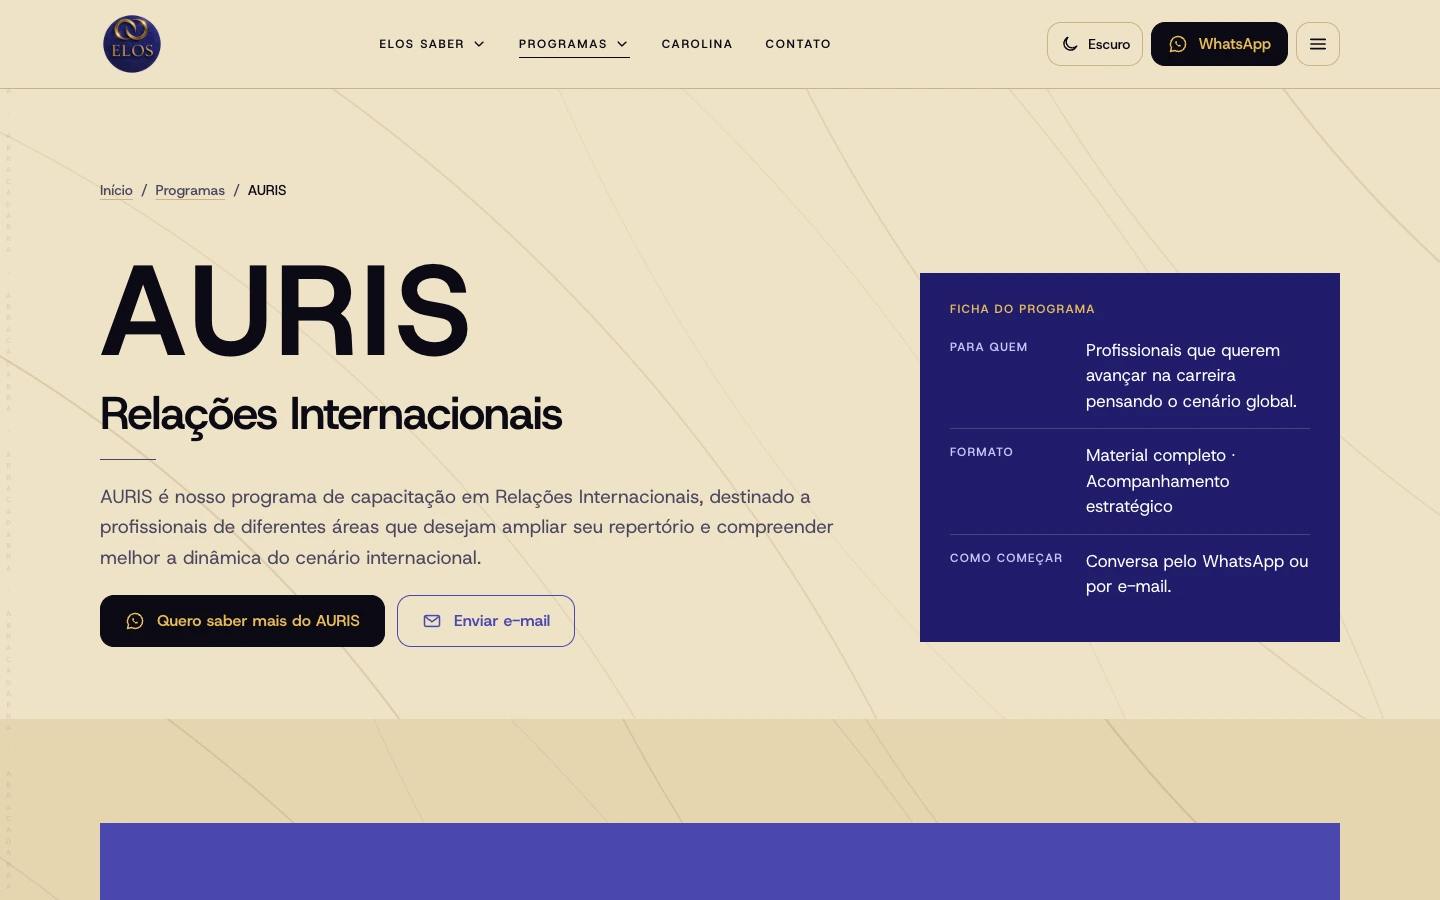 ELOS
ELOS SABER
PROGRAMAS
CAROLINA
CONTATO
Escuro
WhatsApp
Início / Programas / AURIS
AURIS
Relações Internacionais
AURIS é nosso programa de capacitação em Relações Internacionais, destinado a
profissionais de diferentes áreas que desejam ampliar seu repertório e compreender
melhor a dinâmica do cenário internacional.
Quero saber mais do AURIS
Enviar e-mail
FICHA DO PROGRAMA
PARA QUEM
Profissionais que querem
avançar na carreira
pensando o cenário global.
FORMATO
Material completo ·
Acompanhamento
estratégico
COMO COMEÇAR
Conversa pelo WhatsApp ou
por e-mail.